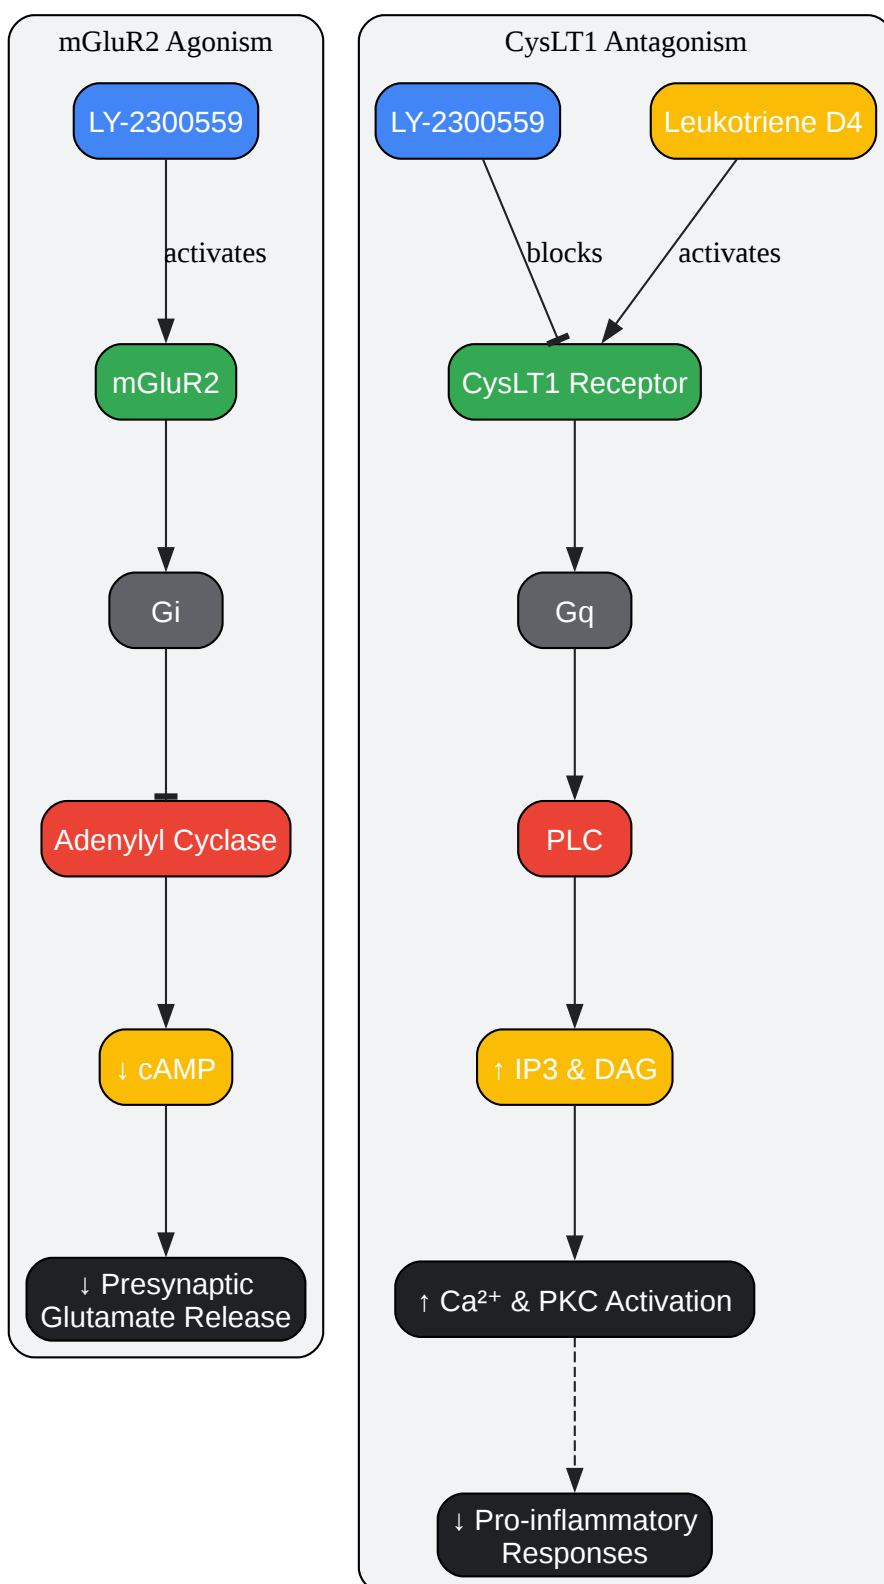 mGluR2 Agonism
LY-2300559
activates
mGluR2
Gi
Adenylyl Cyclase
↓ cAMP
↓ Presynaptic
Glutamate Release
CysLT1 Antagonism
LY-2300559
Leukotriene D4
blocks
activates
CysLT1 Receptor
Gq
PLC
↑ IP3 & DAG
↑ Ca²⁺ & PKC Activation
↓ Pro-inflammatory
Responses